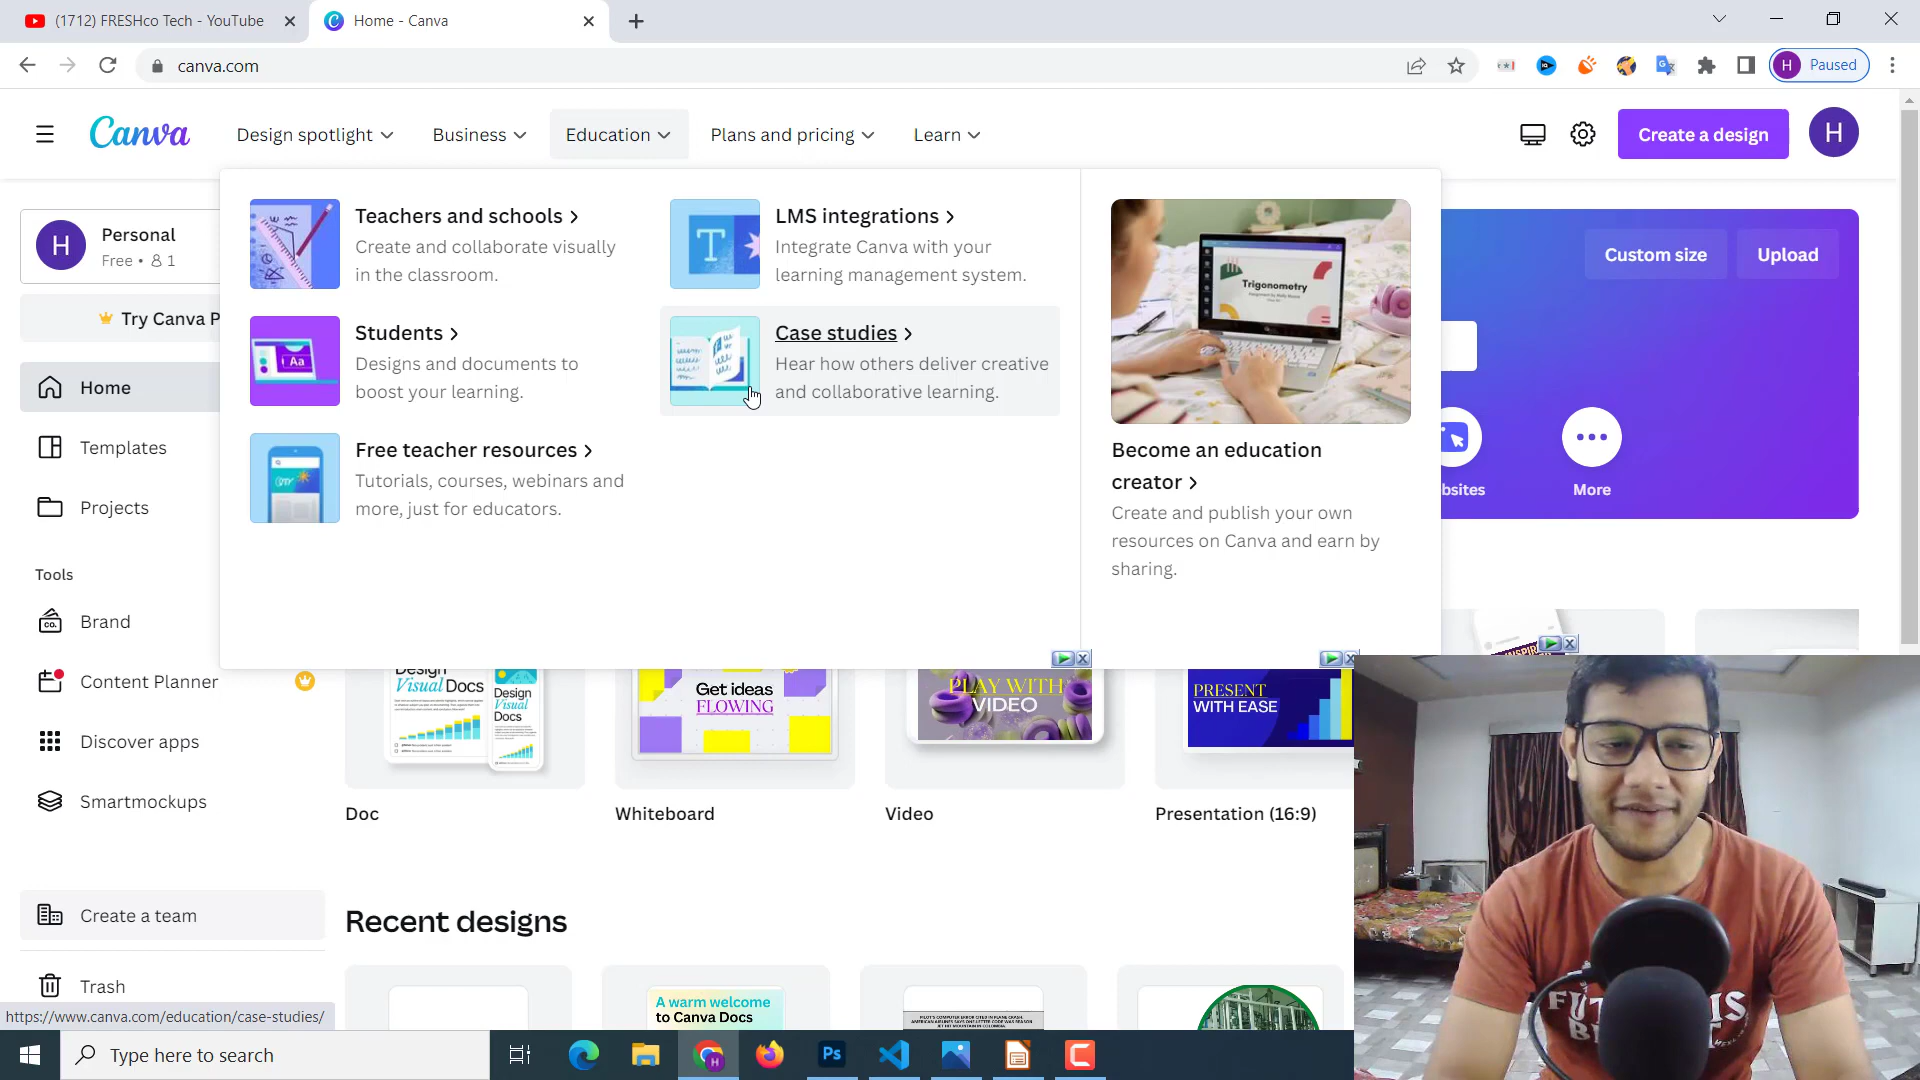 (1712) FRESHco Tech - YouTube
Home - Canva
canva.com
Paused
Canva
Design spotlight
Business
Education
Plans and pricing
Learn
Create a design
H
H
Personal
Free • 1
Try Canva P
Home
Templates
Projects
Tools
Brand
Content Planner
Discover apps
Smartmockups
Create a team
Trash
Teachers and schools
Create and collaborate visually
in the classroom.
Students
Designs and documents to
boost your learning.
Free teacher resources
Tutorials, courses, webinars and
more, just for educators.
LMS integrations
Integrate Canva with your
learning management system.
Case studies
Hear how others deliver creative
and collaborative learning.
Trigonometry
Become an education
creator
Create and publish your own
resources on Canva and earn by
sharing.
Custom size
Upload
bsites
More
Design
Visual Docs
Design
Visual
Docs
Get ideas
FLOWING
PLAY WITH
VIDEO
PRESENT
WITH EASE
Doc
Whiteboard
Video
Presentation (16:9)
Recent designs
A warm welcome
to Canva Docs
https://www.canva.com/education/case-studies/
Type here to search
Ps